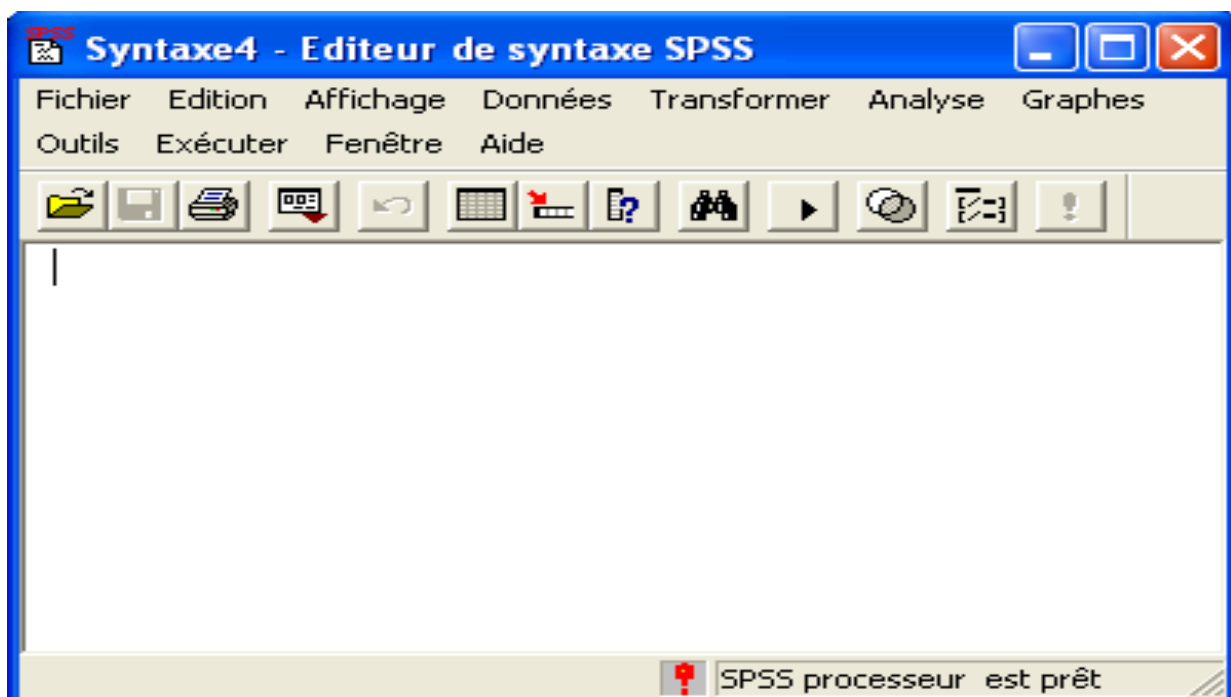 SPSS
Syntaxe4 - Editeur de syntaxe SPSS
Fichier Edition Affichage Données Transformer Analyse Graphes
Outils Exécuter Fenêtre Aide
SPSS processeur est prêt